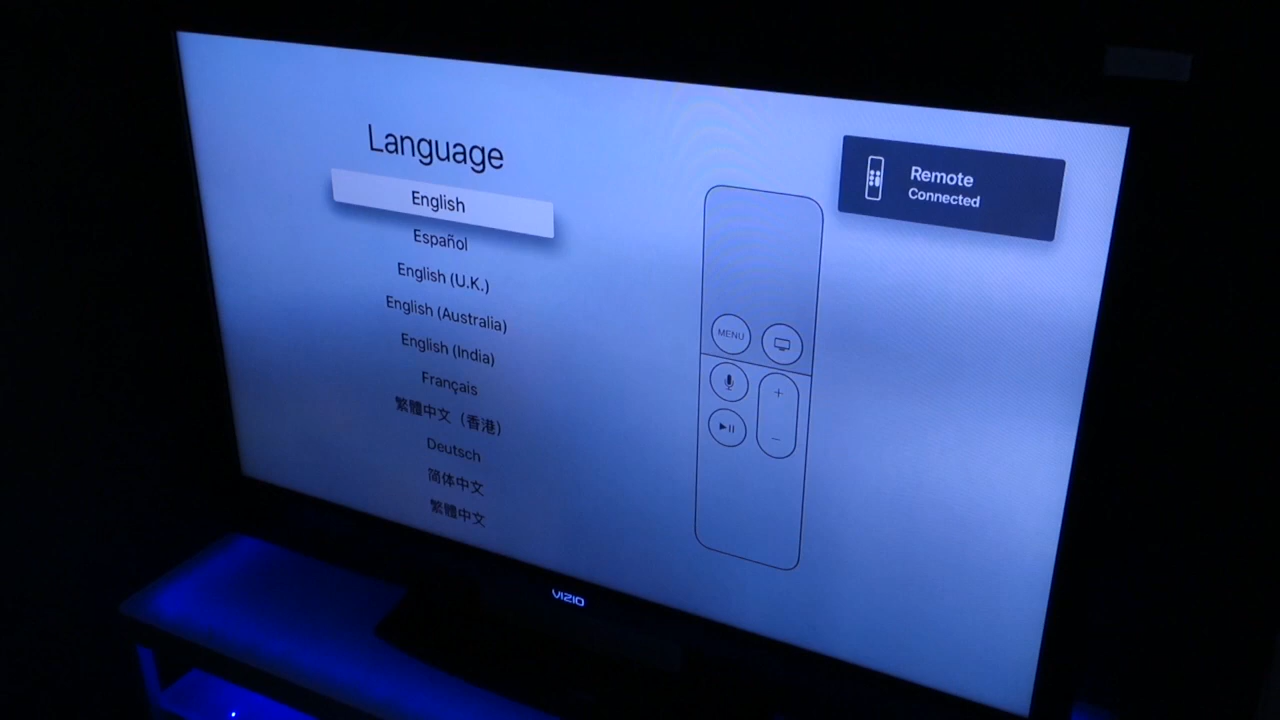 Language
English
Español
English (U.K.)
English (Australia)
English (India)
Français
繁體中文（香港）
Deutsch
简体中文
繁體中文
Remote
Connected
MENU
VIZIO